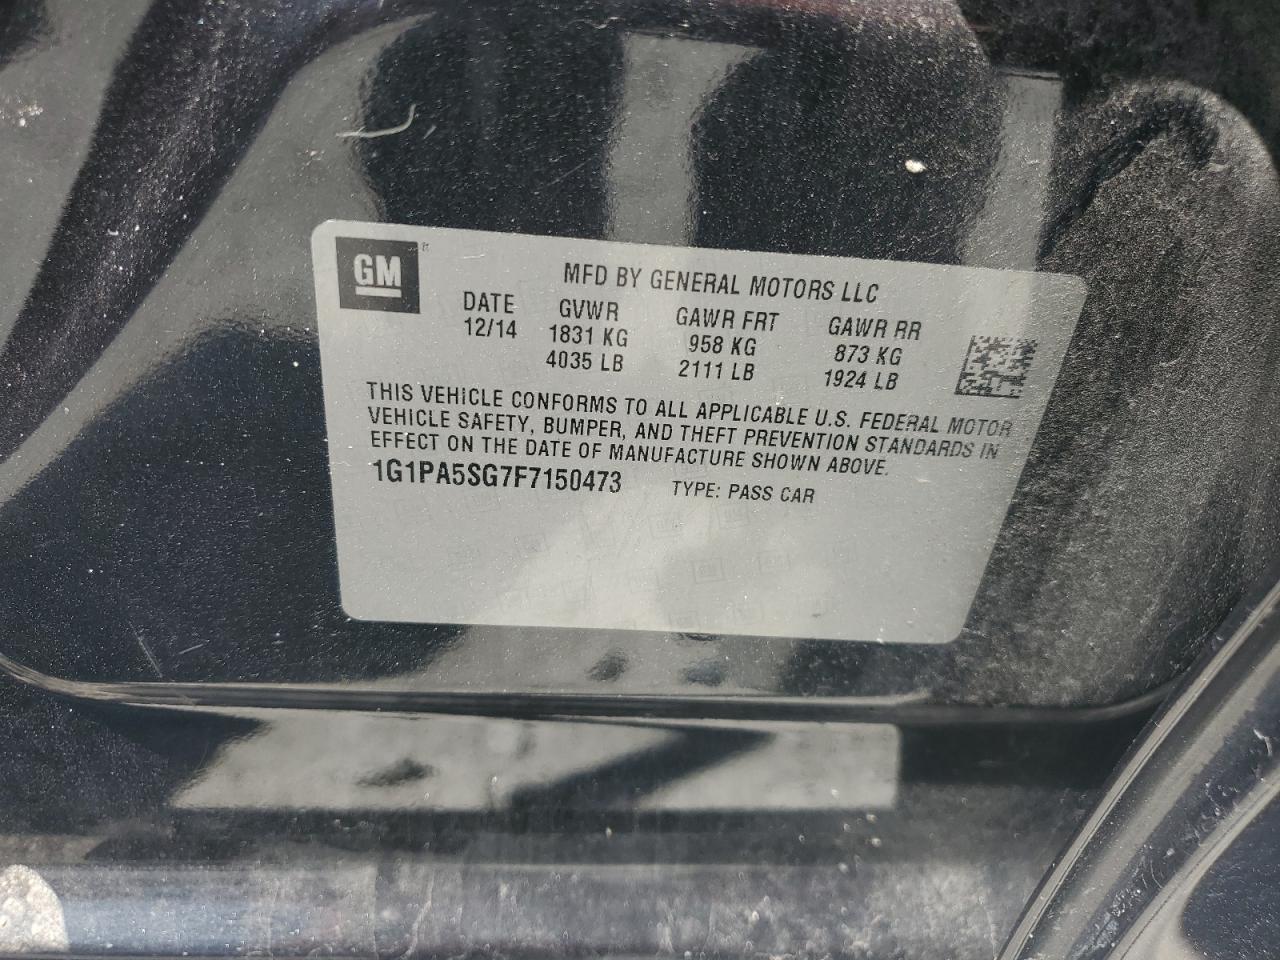 GM ®
MFD BY GENERAL MOTORS LLC
DATE GVWR GAWR FRT GAWR RR
12/14 1831 KG 958 KG 873 KG
4035 LB 2111 LB 1924 LB
THIS VEHICLE CONFORMS TO ALL APPLICABLE U.S. FEDERAL MOTOR
VEHICLE SAFETY, BUMPER, AND THEFT PREVENTION STANDARDS IN
EFFECT ON THE DATE OF MANUFACTURE SHOWN ABOVE.
1G1PA5SG7F7150473 TYPE: PASS CAR